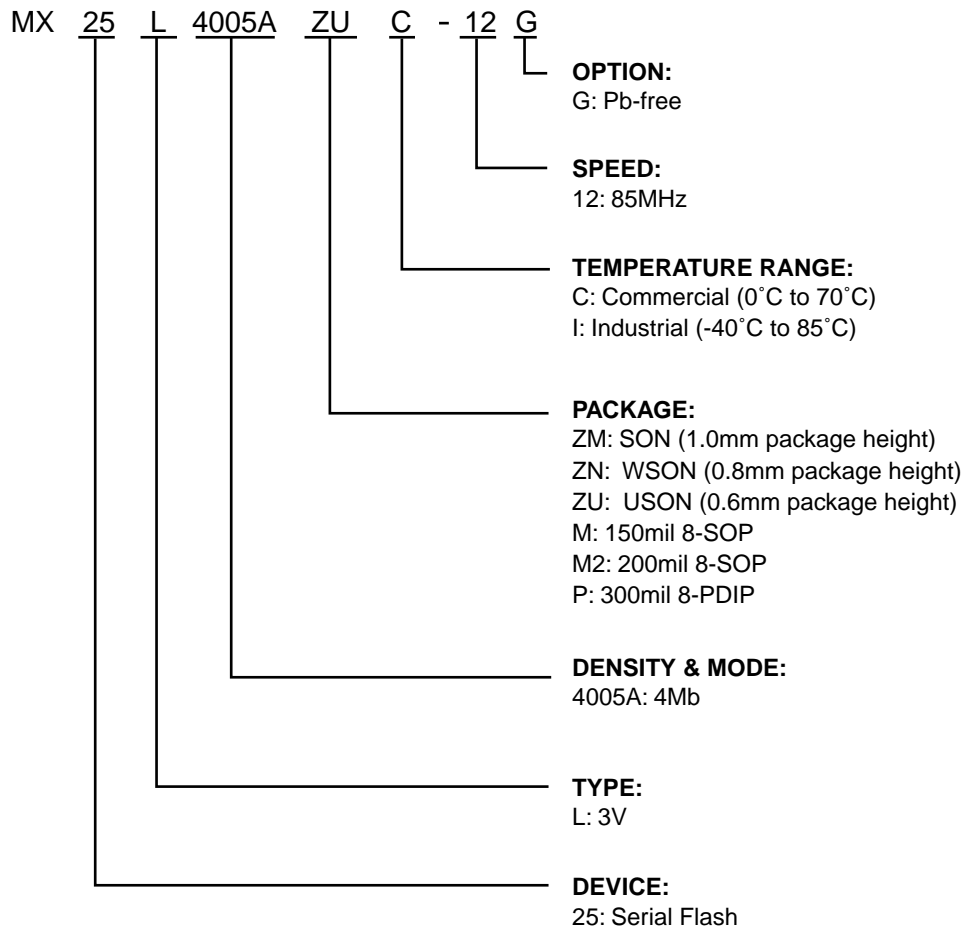 MX 25 L 4005A ZU C - 12 G
OPTION:
G: Pb-free
SPEED:
12: 85MHz
TEMPERATURE RANGE:
C: Commercial (0˚C to 70˚C)
I: Industrial (-40˚C to 85˚C)
PACKAGE:
ZM: SON (1.0mm package height)
ZN: WSON (0.8mm package height)
ZU: USON (0.6mm package height)
M: 150mil 8-SOP
M2: 200mil 8-SOP
P: 300mil 8-PDIP
DENSITY & MODE:
4005A: 4Mb
TYPE:
L: 3V
DEVICE:
25: Serial Flash